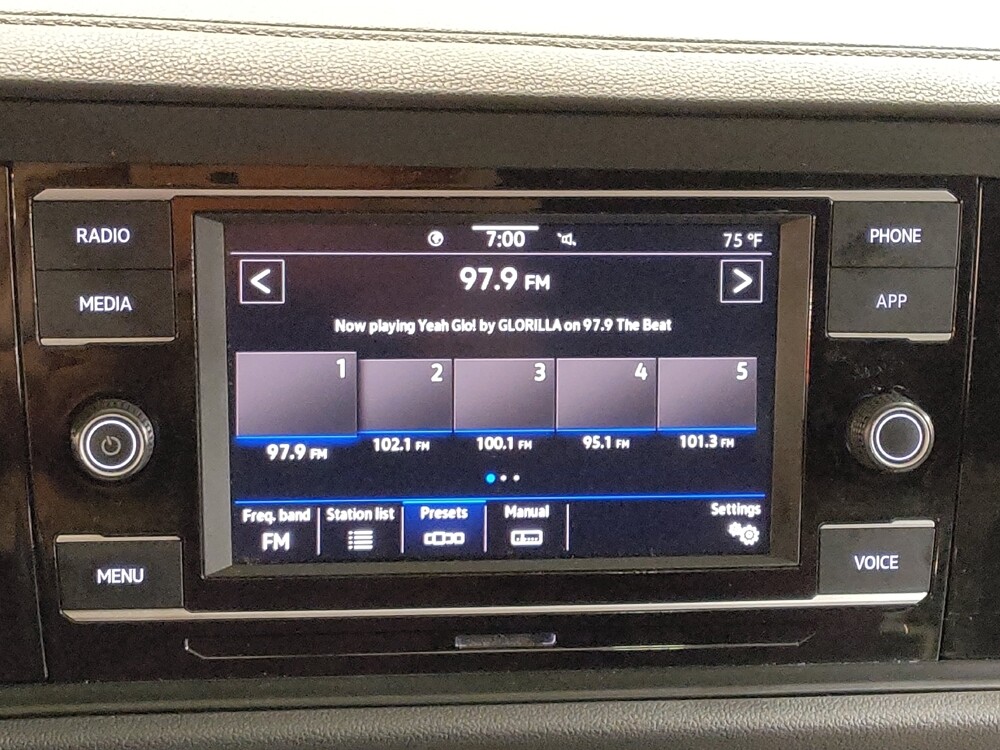 RADIO
MEDIA
MENU
7:00
75 °F
<
97.9 FM
>
Now playing Yeah Glo! by GLORILLA on 97.9 The Beat
1
2
3
4
5
97.9 FM
102.1 FM
100.1 FM
95.1 FM
101.3 FM
Freq. band
FM
Station list
Presets
Manual
Settings
PHONE
APP
VOICE